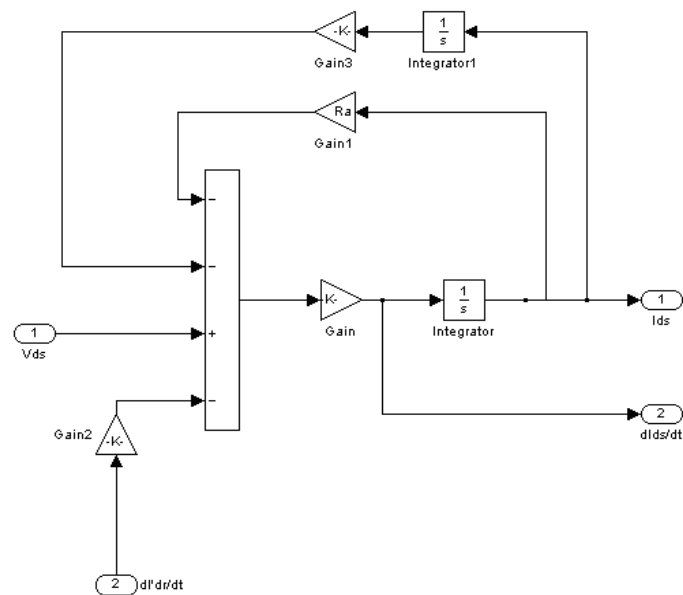 -K-
1
s
Gain3
Integrator1
Ra
Gain1
−
−
+
−
K-
1
s
Gain
Integrator
1
Ids
1
Vds
2
dIds/dt
Gain2
-K-
2
dI'dr/dt